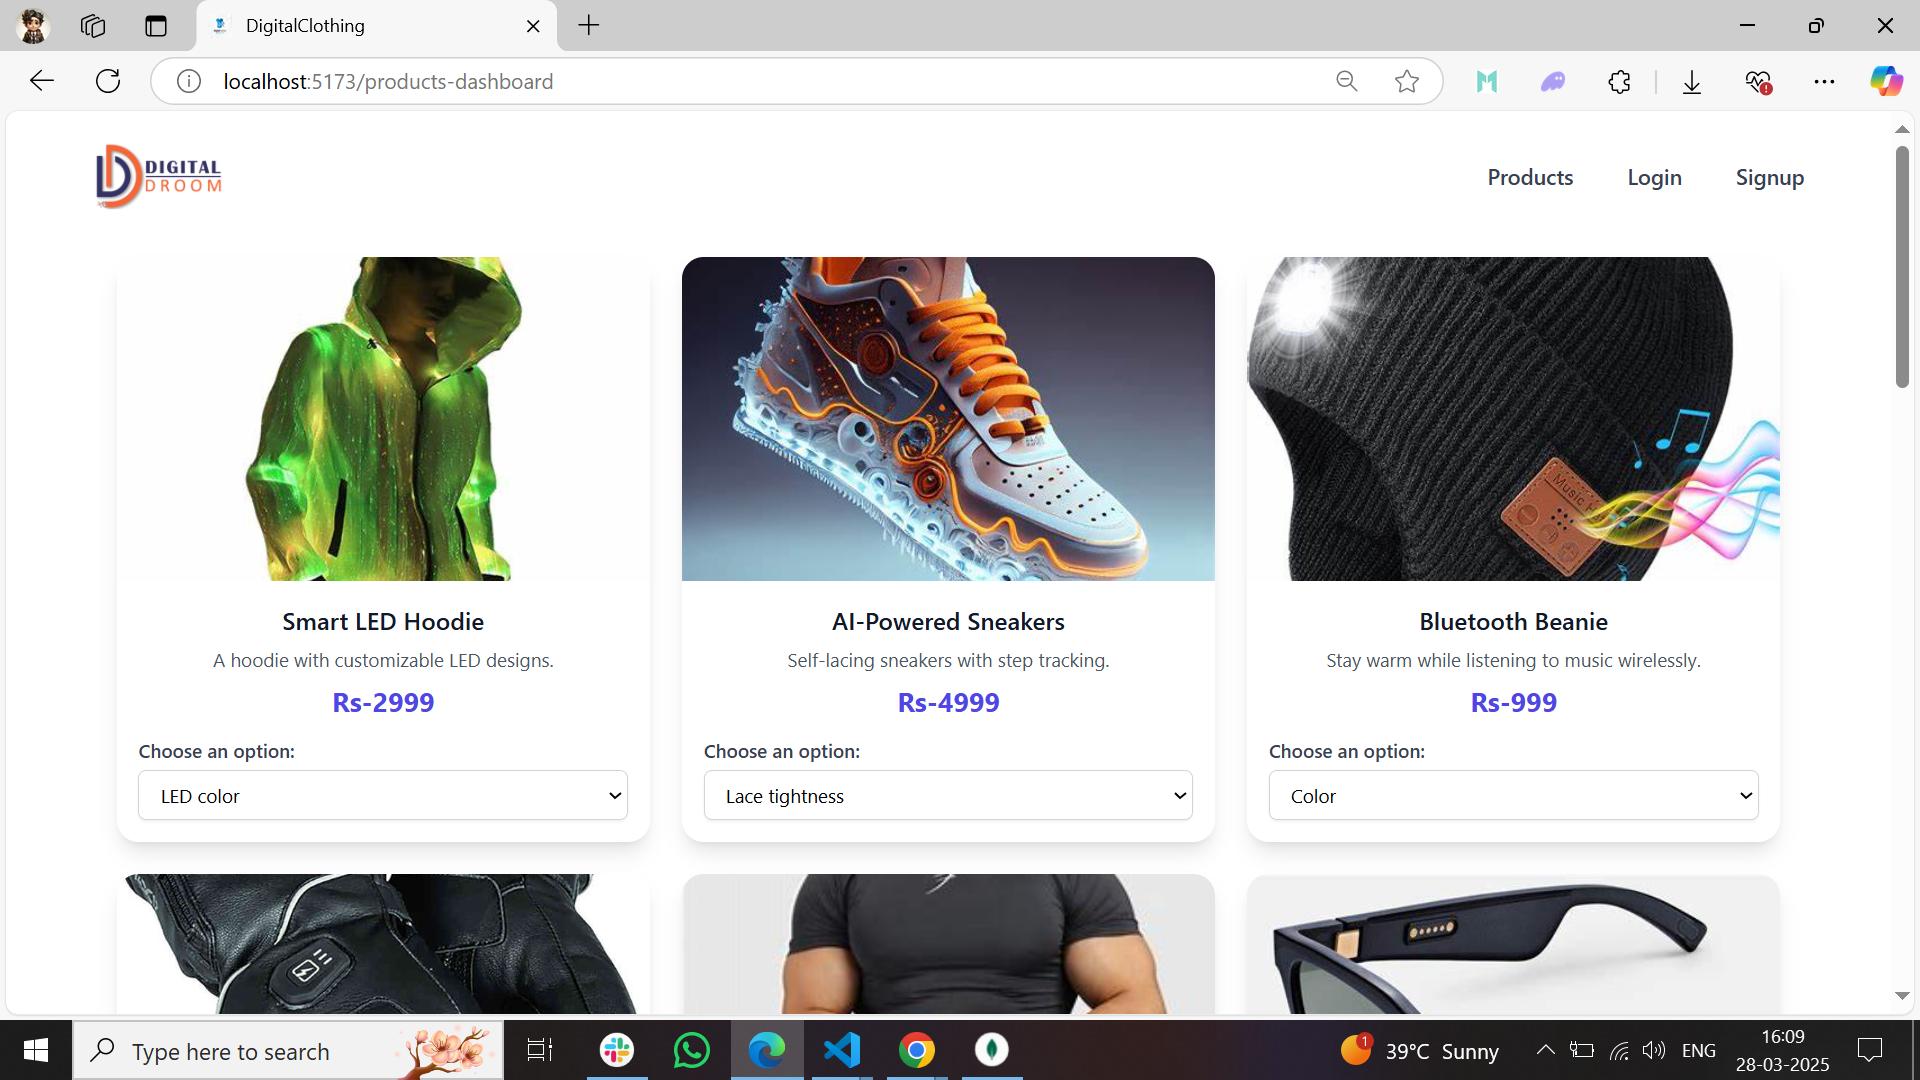 DigitalClothing
localhost:5173/products-dashboard
DIGITAL
DROOM
Products Login Signup
Music
Smart LED Hoodie
A hoodie with customizable LED designs.
Rs-2999
Choose an option:
LED color
AI-Powered Sneakers
Self-lacing sneakers with step tracking.
Rs-4999
Choose an option:
Lace tightness
Bluetooth Beanie
Stay warm while listening to music wirelessly.
Rs-999
Choose an option:
Color
Type here to search
1
39°C Sunny
ENG
16:09
28-03-2025